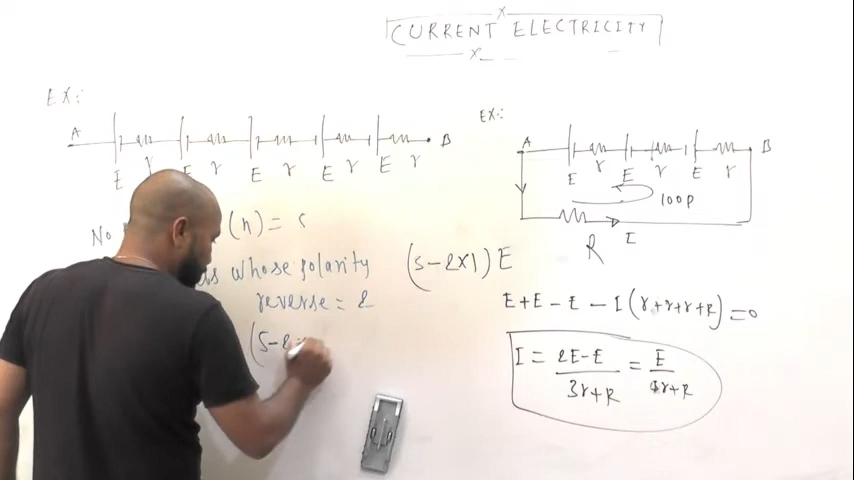 CURRENT ELECTRICITY
EX:
A
B
E r E r E r E r E r
No
(n) = 5
whose polarity
reverse = 2
(5-2
(5-2×1) E
EX:
A
B
E r E r E r
loop
R
I
E+E-E-I(r+r+r+R)=0
I = 2E-E / 3r+R = E / 3r+R